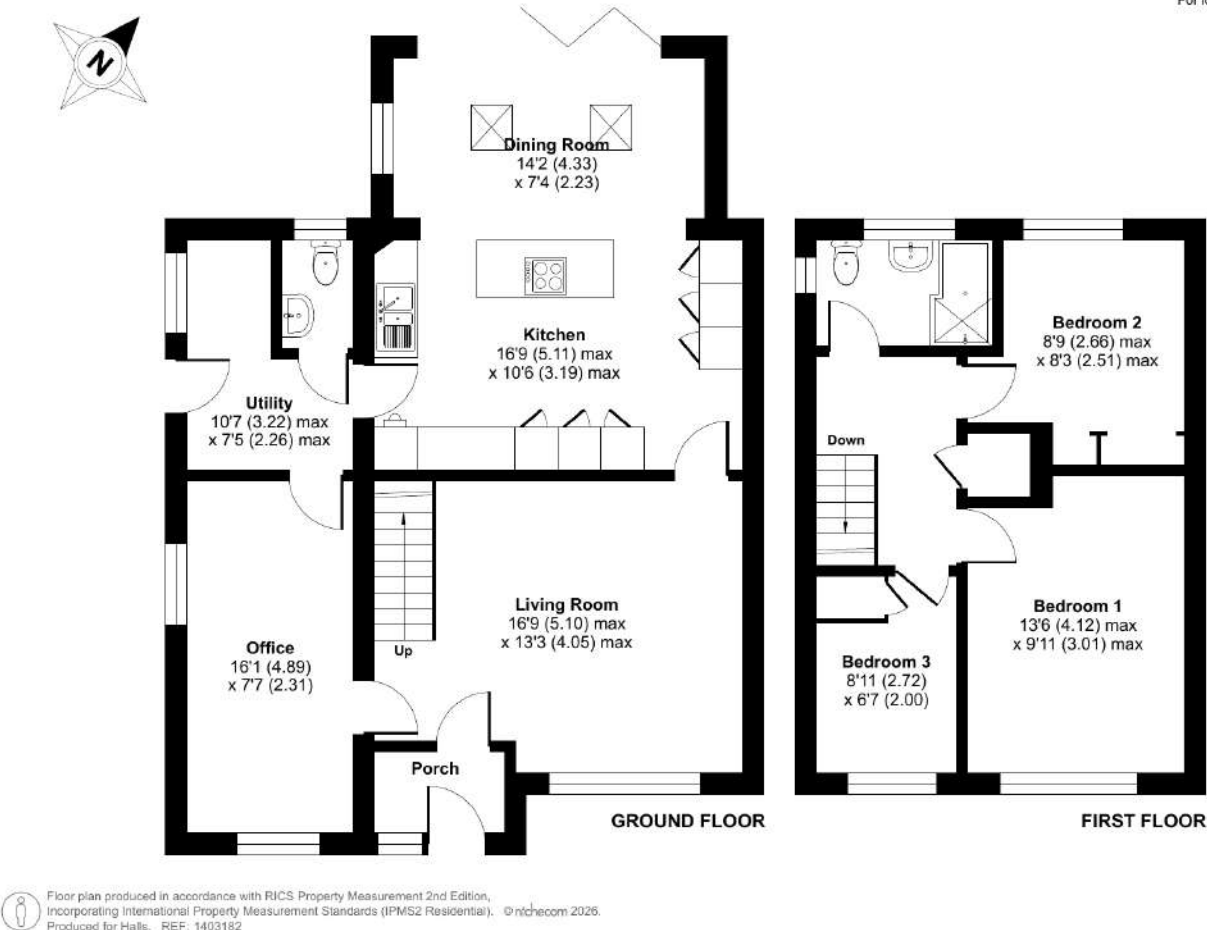 For
N
Dining Room
14'2 (4.33)
x 7'4 (2.23)
Kitchen
16'9 (5.11) max
x 10'6 (3.19) max
Utility
10'7 (3.22) max
x 7'5 (2.26) max
Bedroom 2
8'9 (2.66) max
x 8'3 (2.51) max
Down
Living Room
16'9 (5.10) max
x 13'3 (4.05) max
Up
Office
16'1 (4.89)
x 7'7 (2.31)
Bedroom 1
13'6 (4.12) max
x 9'11 (3.01) max
Bedroom 3
8'11 (2.72)
x 6'7 (2.00)
Porch
GROUND FLOOR
FIRST FLOOR
Floor plan produced in accordance with RICS Property Measurement 2nd Edition,
Incorporating International Property Measurement Standards (IPMS2 Residential). ©nichecom 2026.
Produced for Halls. REF: 1403182